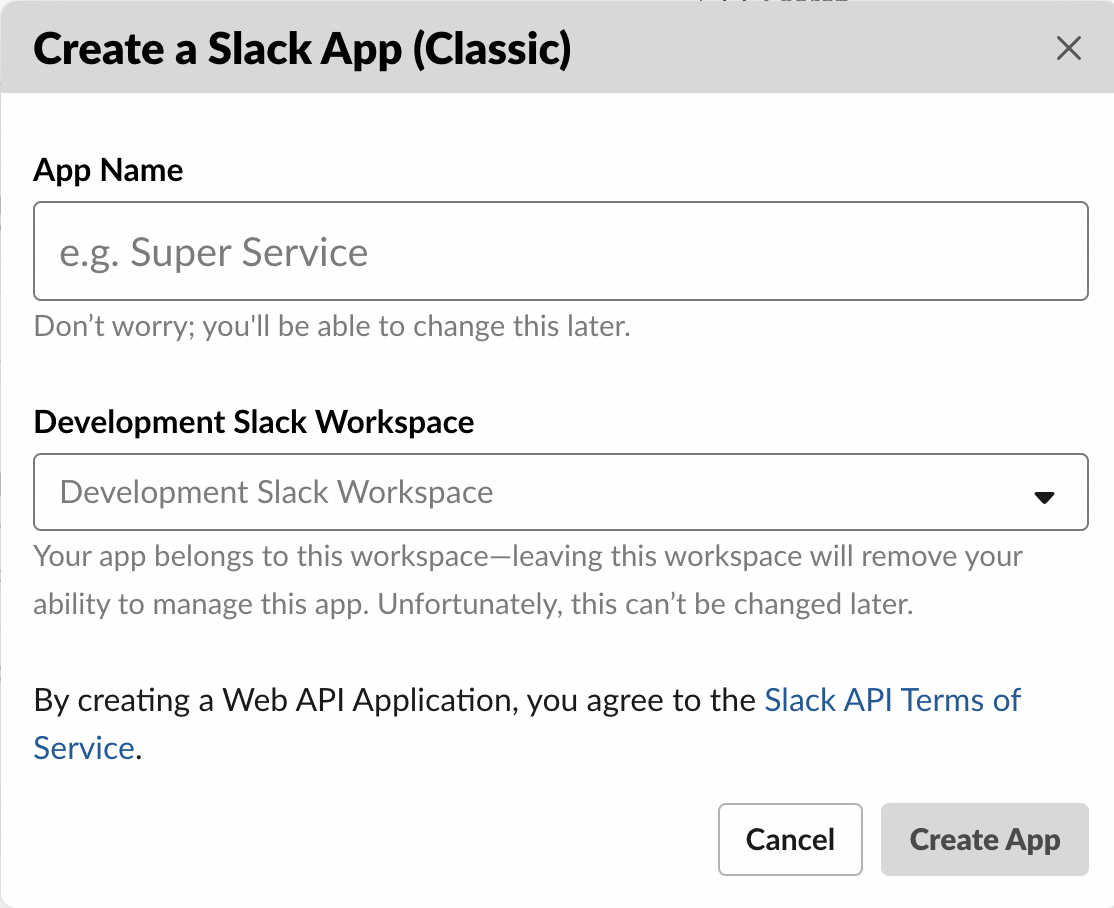 Create a Slack App (Classic)
App Name
e.g. Super Service
Don’t worry; you'll be able to change this later.
Development Slack Workspace
Development Slack Workspace
Your app belongs to this workspace—leaving this workspace will remove your
ability to manage this app. Unfortunately, this can’t be changed later.
By creating a Web API Application, you agree to the Slack API Terms of
Service.
Cancel
Create App